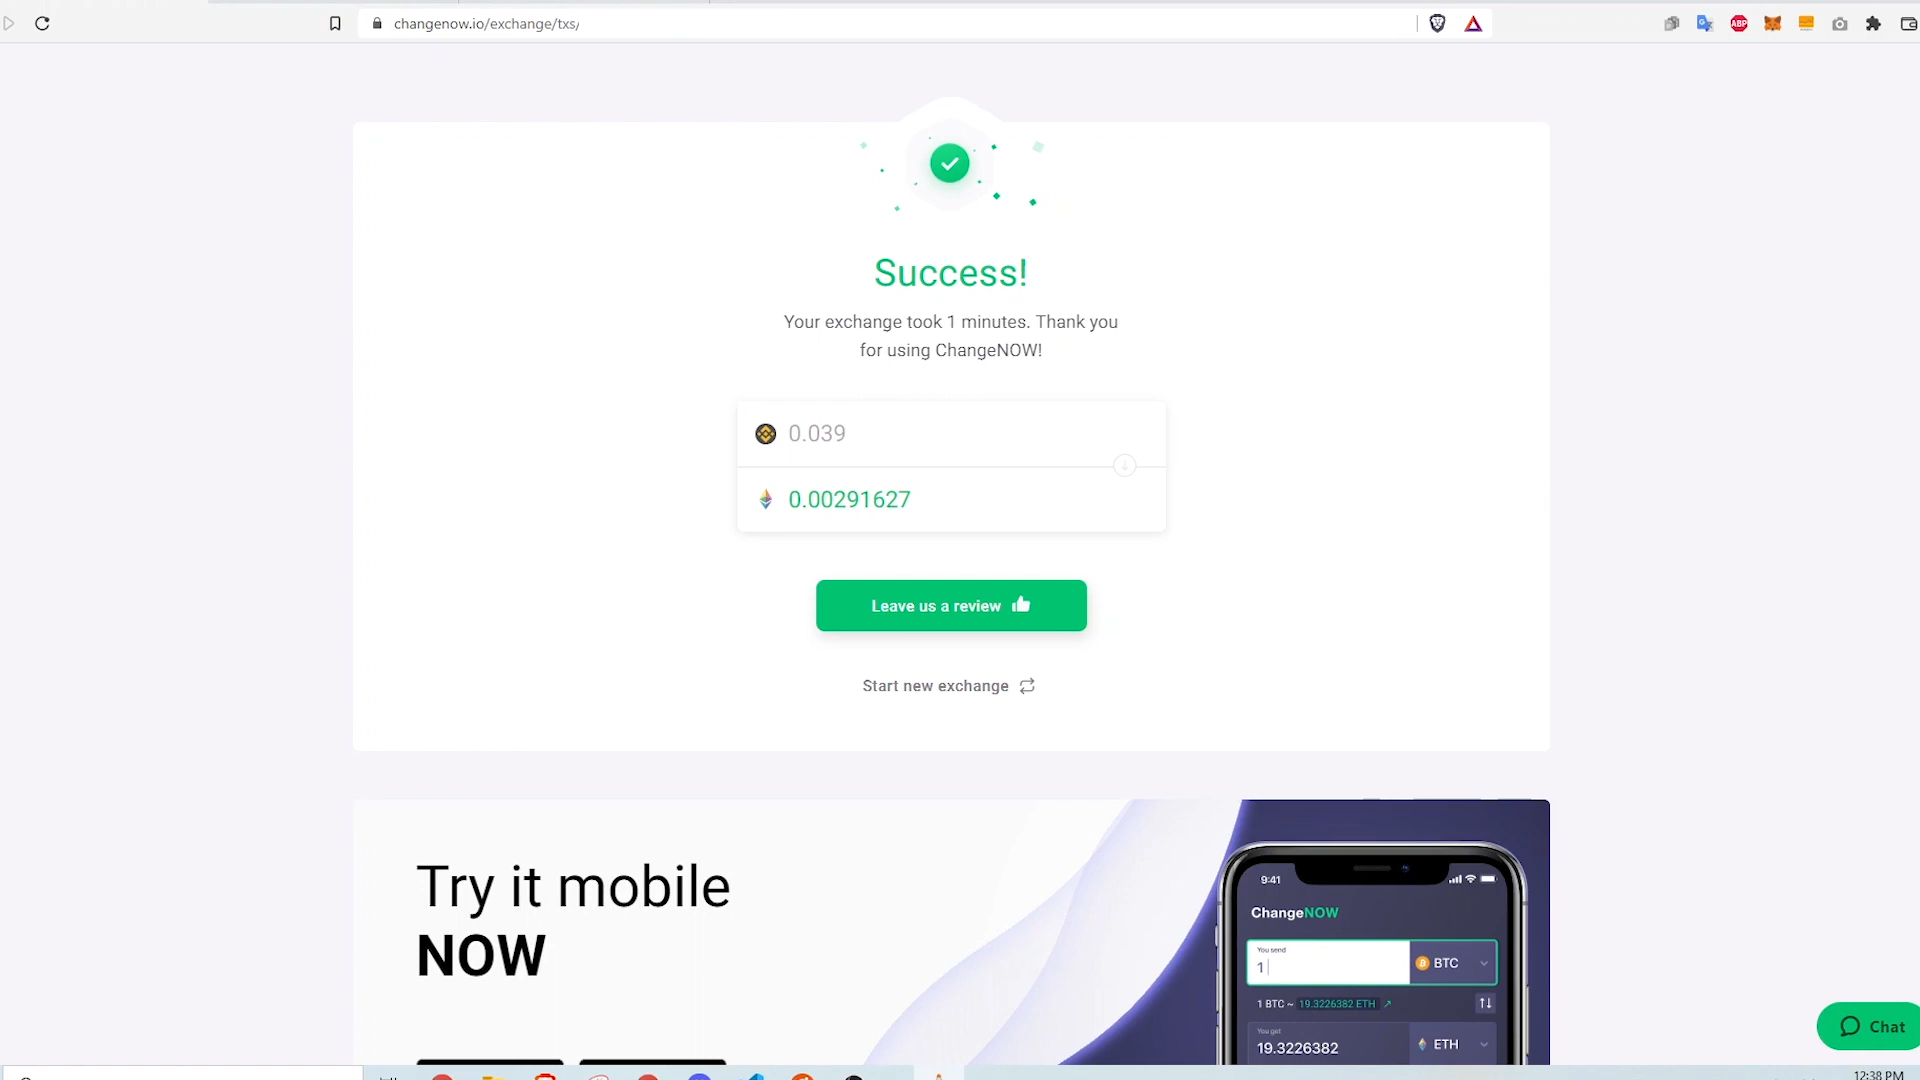 changenow.io/exchange/txs/
ABP
Success!
Your exchange took 1 minutes. Thank you
for using ChangeNOW!
0.039
0.00291627
Leave us a review
Start new exchange
Try it mobile
NOW
9:41
ChangeNOW
You send
1
BTC
1 BTC ~ 19.3226382 ETH
You get
19.3226382
ETH
Chat
12:38 PM